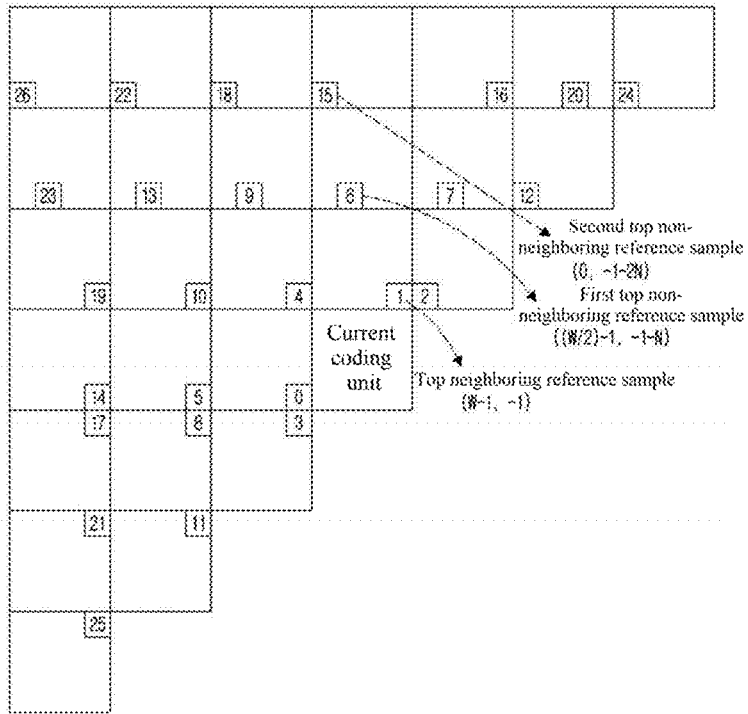 26 22 18 15 16 20 24
23 13 9 6 7 12
Second top non-
neighboring reference sample
(0, -1-2N)
19 10 4 1 2
First top non-
neighboring reference sample
((W/2)-1, -1-N)
Current
coding
unit
Top neighboring reference sample
(W-1, -1)
14 5 0
17 8 3
21 11
25